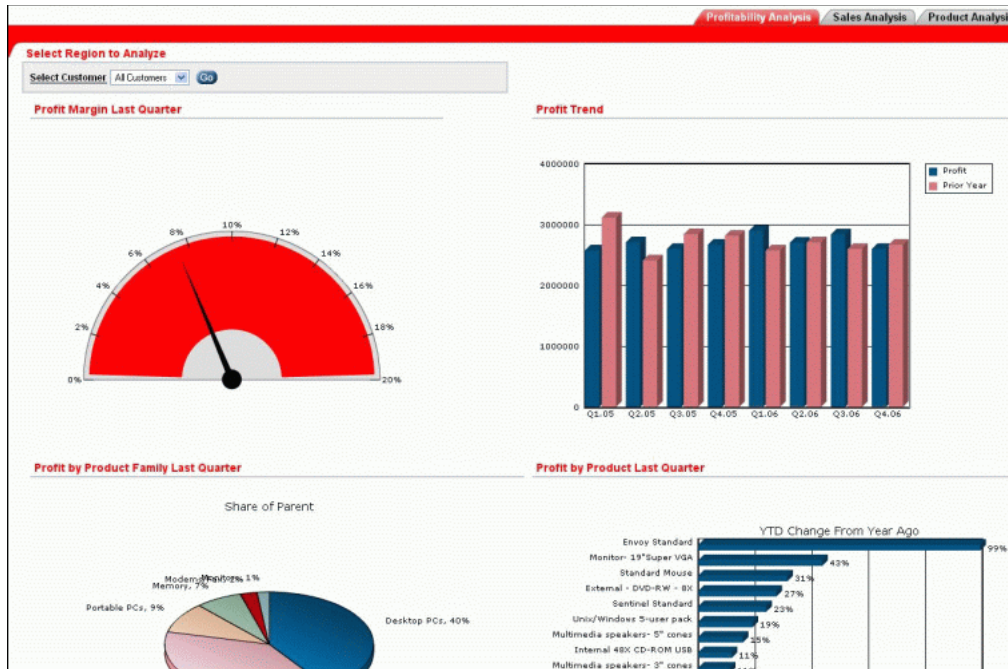 Profitability Analysis Sales Analysis Product Analysi
Select Region to Analyze
Select Customer All Customers Go
Profit Margin Last Quarter
0%
2%
4%
6%
8%
10%
12%
14%
16%
18%
20%
Profit Trend
4000000
3000000
2000000
1000000
0
Q1.05 Q2.05 Q3.05 Q4.05 Q1.06 Q2.06 Q3.06 Q4.06
Profit
Prior Year
Profit by Product Family Last Quarter
Share of Parent
Modems/Fax, 2%
Monitors, 1%
Memory, 7%
Portable PCs, 9%
Desktop PCs, 40%
Profit by Product Last Quarter
YTD Change From Year Ago
Envoy Standard 99%
Monitor- 19"Super VGA 43%
Standard Mouse 31%
External - DVD-RW - 8X 27%
Sentinel Standard 23%
Unix/Windows 5-user pack 19%
Multimedia speakers- 5" cones 15%
Internal 48X CD-ROM USB 11%
Multimedia speakers- 3" cones